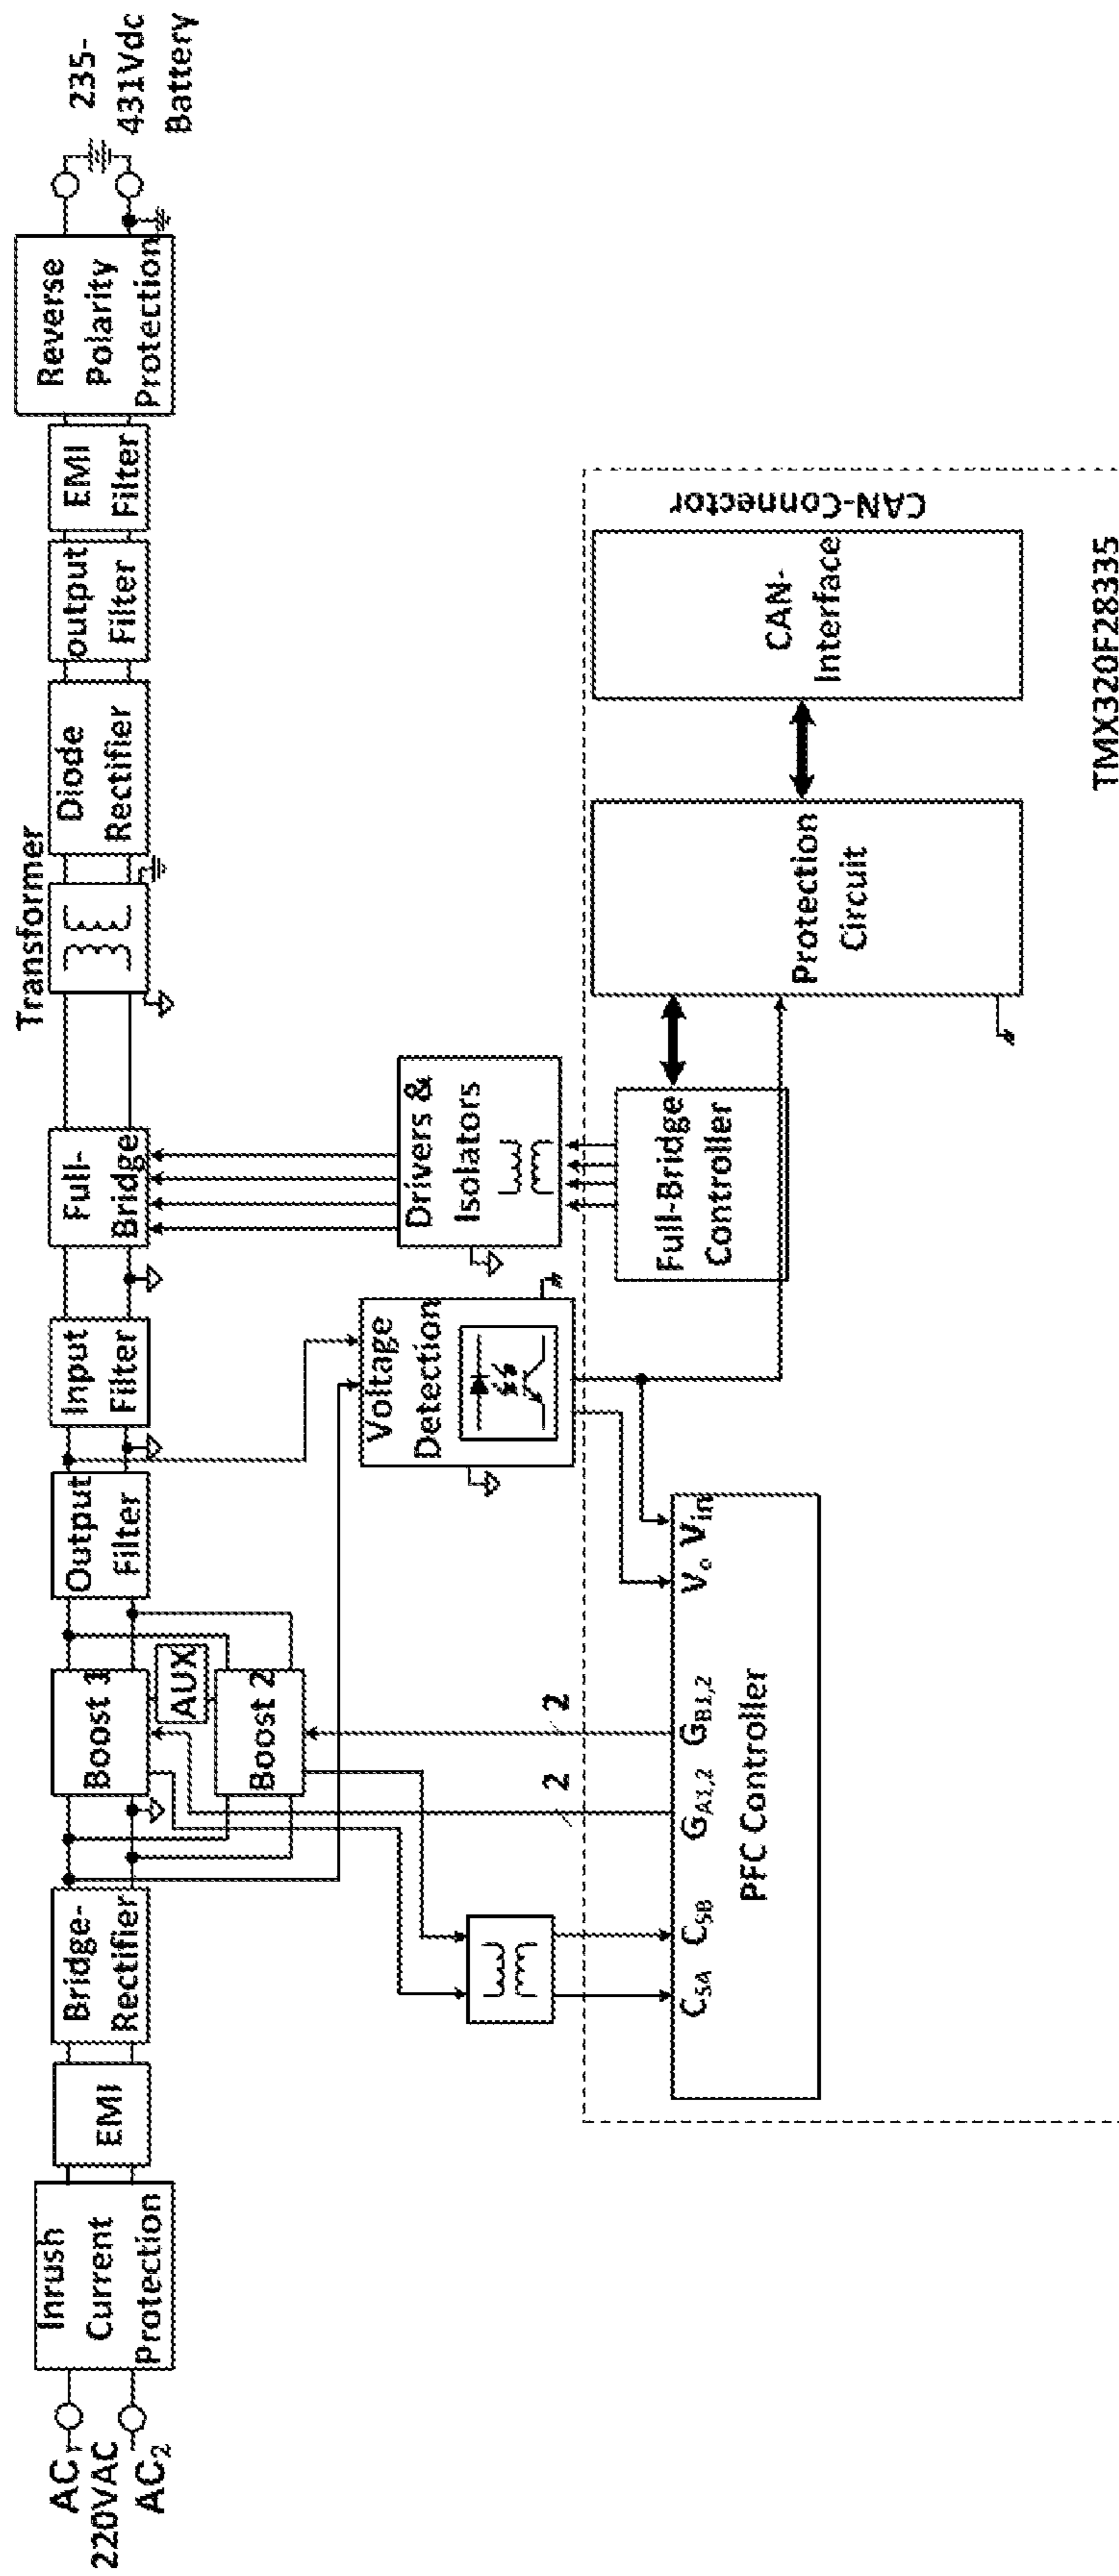 AC1
220VAC
AC2
Inrush
Current
Protection
EMI
Bridge-
Rectifier
Boost 1
AUX
Boost 2
Output
Filter
Input
Filter
Full-
Bridge
Transformer
Diode
Rectifier
output
Filter
EMI
Filter
Reverse
Polarity
Protection
235-
431Vdc
Battery
Voltage
Detection
Drivers &
Isolators
2
2
CSA
CSB
GA1,2
GB1,2
Vo
Vin
PFC Controller
Full-Bridge
Controller
Protection
Circuit
CAN-
Interface
CAN-Connector
TMX320F28335